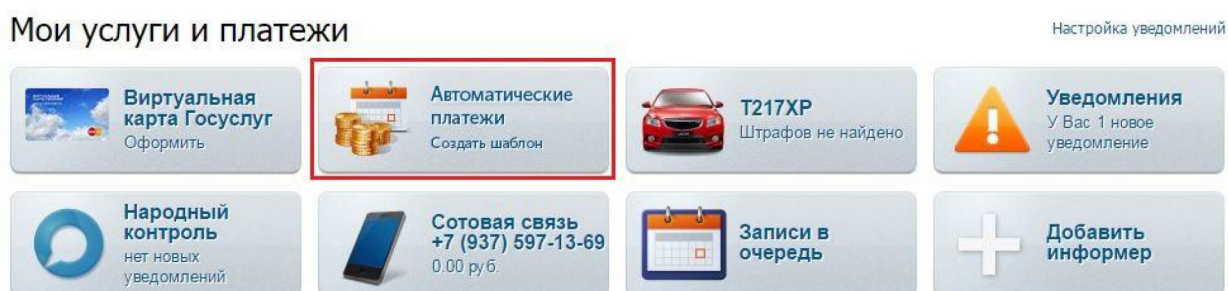 Мои услуги и платежи
Настройка уведомлений
Виртуальная
карта Госуслуг
Оформить
Автоматические
платежи
Создать шаблон
Т217ХР
Штрафов не найдено
Уведомления
У Вас 1 новое
уведомление
Народный
контроль
нет новых
уведомлений
Сотовая связь
+7 (937) 597-13-69
0.00 руб.
Записи в
очередь
Добавить
информер